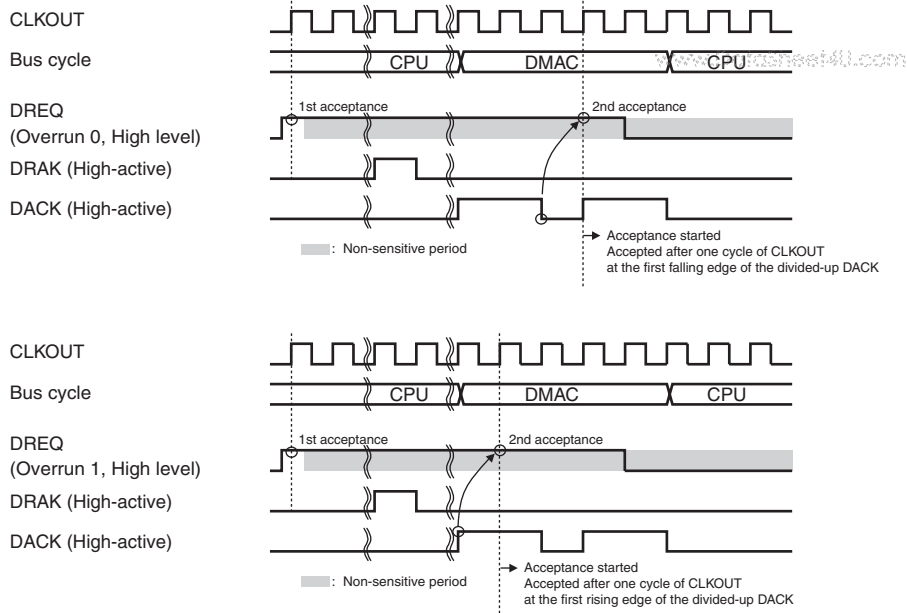 CLKOUT
Bus cycle
CPU
DMAC
CPU
DREQ
(Overrun 0, High level)
1st acceptance
2nd acceptance
DRAK (High-active)
DACK (High-active)
: Non-sensitive period
Acceptance started
Accepted after one cycle of CLKOUT
at the first falling edge of the divided-up DACK
CLKOUT
Bus cycle
CPU
DMAC
CPU
DREQ
(Overrun 1, High level)
1st acceptance
2nd acceptance
DRAK (High-active)
DACK (High-active)
: Non-sensitive period
Acceptance started
Accepted after one cycle of CLKOUT
at the first rising edge of the divided-up DACK